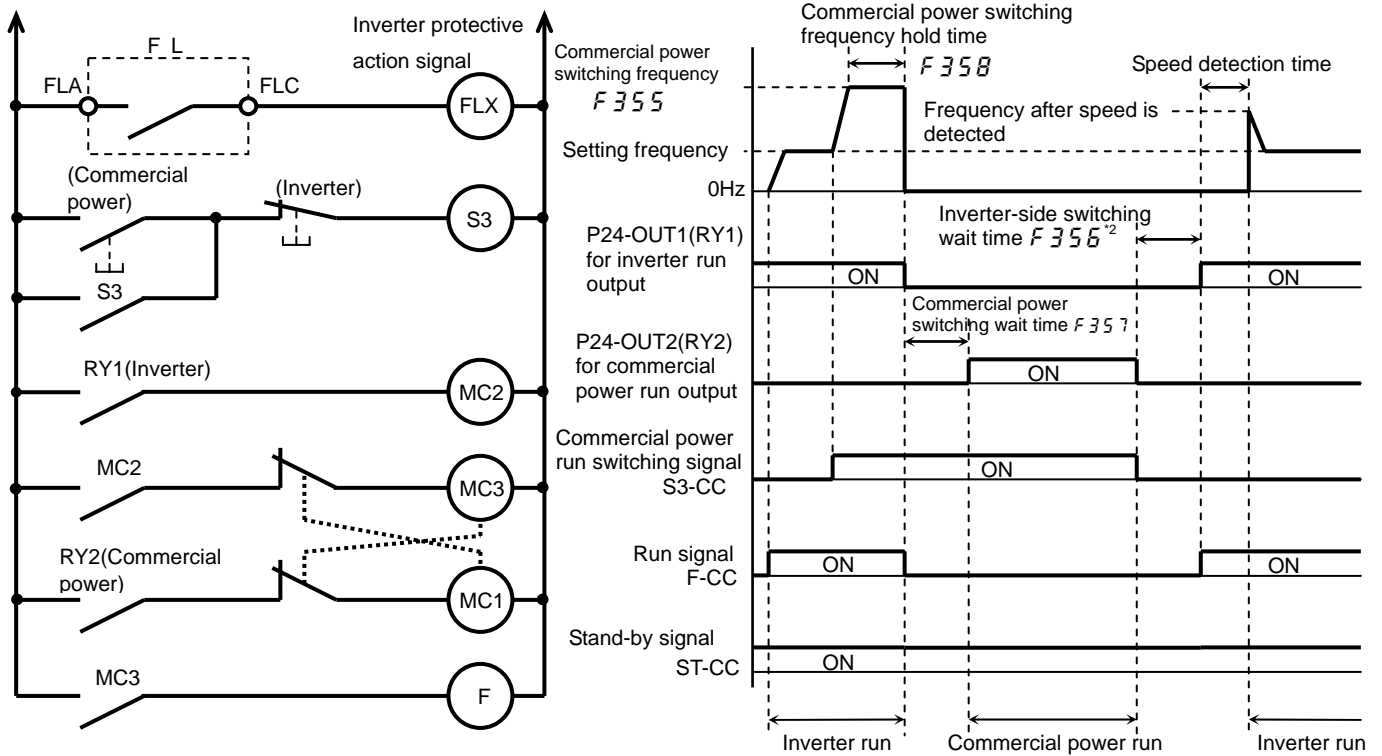 Inverter protective
action signal
F L
FLA
FLC
FLX
(Commercial
power)
(Inverter)
S3
S3
RY1(Inverter)
MC2
MC2
MC3
RY2(Commercial
power)
MC1
MC3
F
Commercial power switching
frequency hold time
F358
Commercial power
switching frequency
F355
Speed detection time
Frequency after speed is
detected
Setting frequency
0Hz
Inverter-side switching
wait time F356*2
P24-OUT1(RY1)
for inverter run
output
ON
ON
Commercial power
switching wait time F357
P24-OUT2(RY2)
for commercial
power run output
ON
Commercial power
run switching signal
S3-CC
ON
Run signal
F-CC
ON
ON
Stand-by signal
ST-CC
ON
Inverter run
Commercial power run
Inverter run